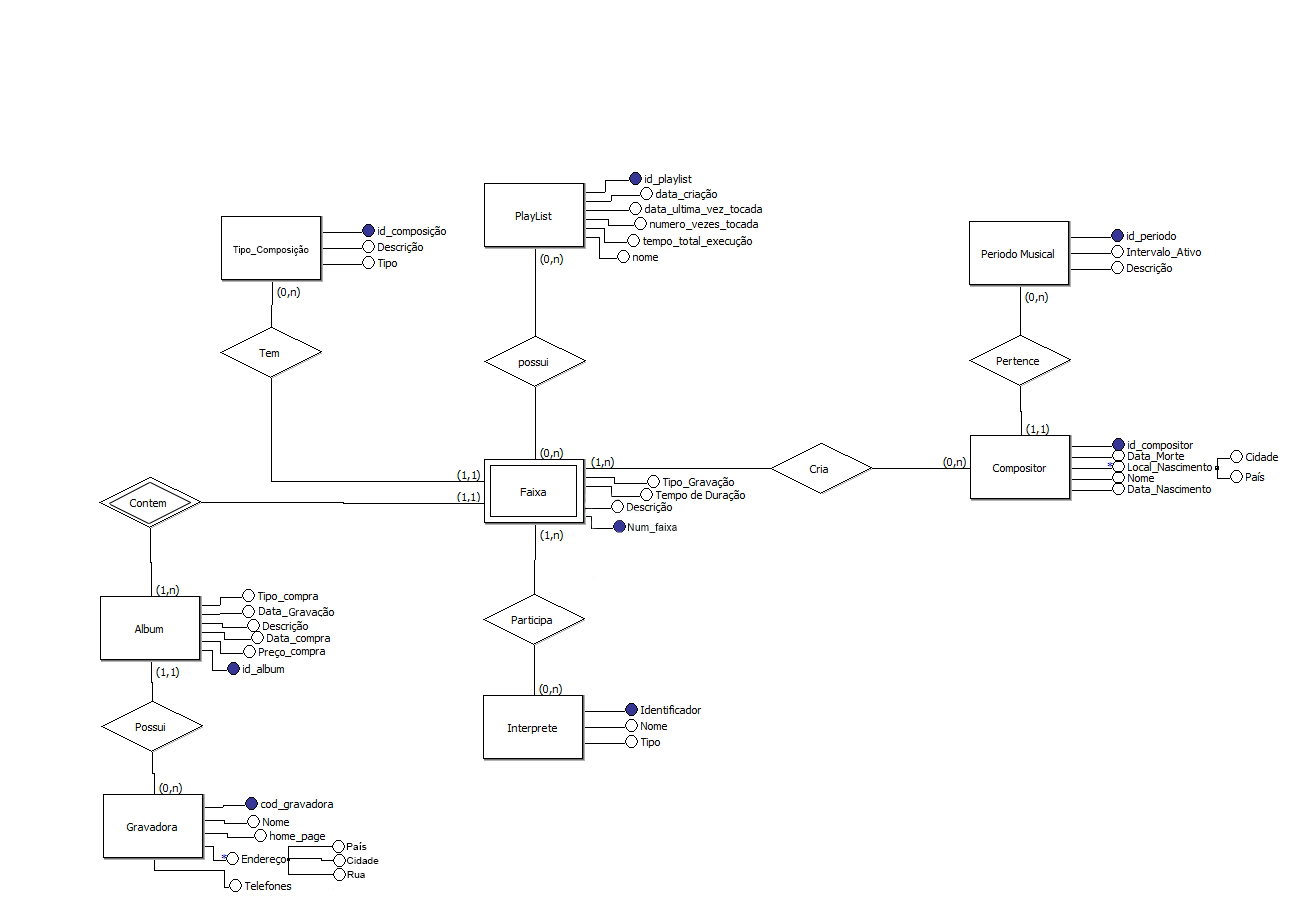 id_playlist
data_criação
data_ultima_vez_tocada
numero_vezes_tocada
tempo_total_execução
nome
PlayList
(0,n)
id_composição
Descrição
Tipo
Tipo_Composição
(0,n)
id_periodo
Intervalo_Ativo
Descrição
Periodo Musical
(0,n)
Tem
possui
Pertence
(1,1)
(0,n)
(1,n)
Cria
(0,n)
id_compositor
Data_Morte
* Local_Nascimento
Nome
Data_Nascimento
Cidade
País
Compositor
(1,1)
(1,1)
Faixa
Tipo_Gravação
Tempo de Duração
Descrição
Num_faixa
(1,n)
Contem
(1,n)
Tipo_compra
Data_Gravação
Descrição
Data_compra
Preço_compra
id_album
Album
(1,1)
Participa
(0,n)
Identificador
Nome
Tipo
Interprete
Possui
(0,n)
cod_gravadora
Nome
home_page
* Endereço
País
Cidade
Rua
Telefones
Gravadora